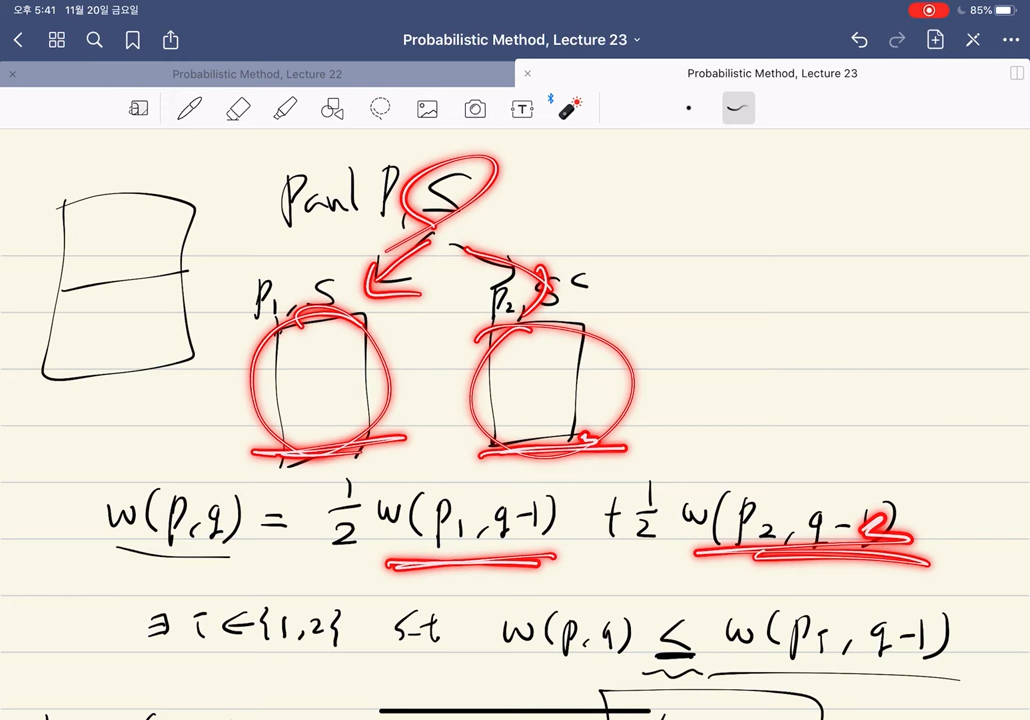 오후 5:41 11월 20일 금요일
85%
Probabilistic Method, Lecture 23
Probabilistic Method, Lecture 22
Probabilistic Method, Lecture 23
T
Paul P, S
P₁, S
P₂, Sᶜ
w(P,q) = 1/2 w(P₁, q-1) + 1/2 w(P₂, q-1)
∃ i ∈ {1,2} s-t w(P,q) ≤ w(Pᵢ, q-1)